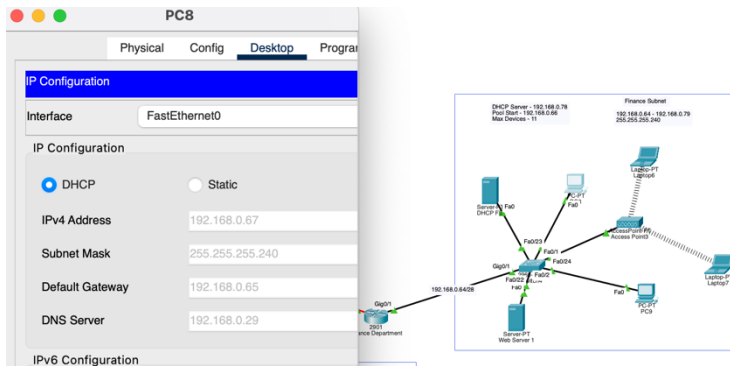 PC8
Physical Config Desktop
IP Configuration
Interface FastEthernet0
IP Configuration
DHCP Static
IPv4 Address 192.168.0.67
Subnet Mask 255.255.255.240
Default Gateway 192.168.0.65
DNS Server 192.168.0.29
IPv6 Configuration
DHCP Server - 192.168.0.78
Pool Start - 192.168.0.66
Max Devices - 11
Finance Subnet
192.168.0.64 - 192.168.0.79
255.255.255.240
Laptop-PT
Laptop6
Fa0
DHCP
Fa0
Access Point3
Fa0/23
Fa0/1
Fa0/24
Gig0/1
Fa0/22
Fa0/2
Fa0
Laptop7
192.168.0.64/28
Fa0
PC-PT
PC9
Gig0/1
2901
Department
Server-PT
Web Server 1